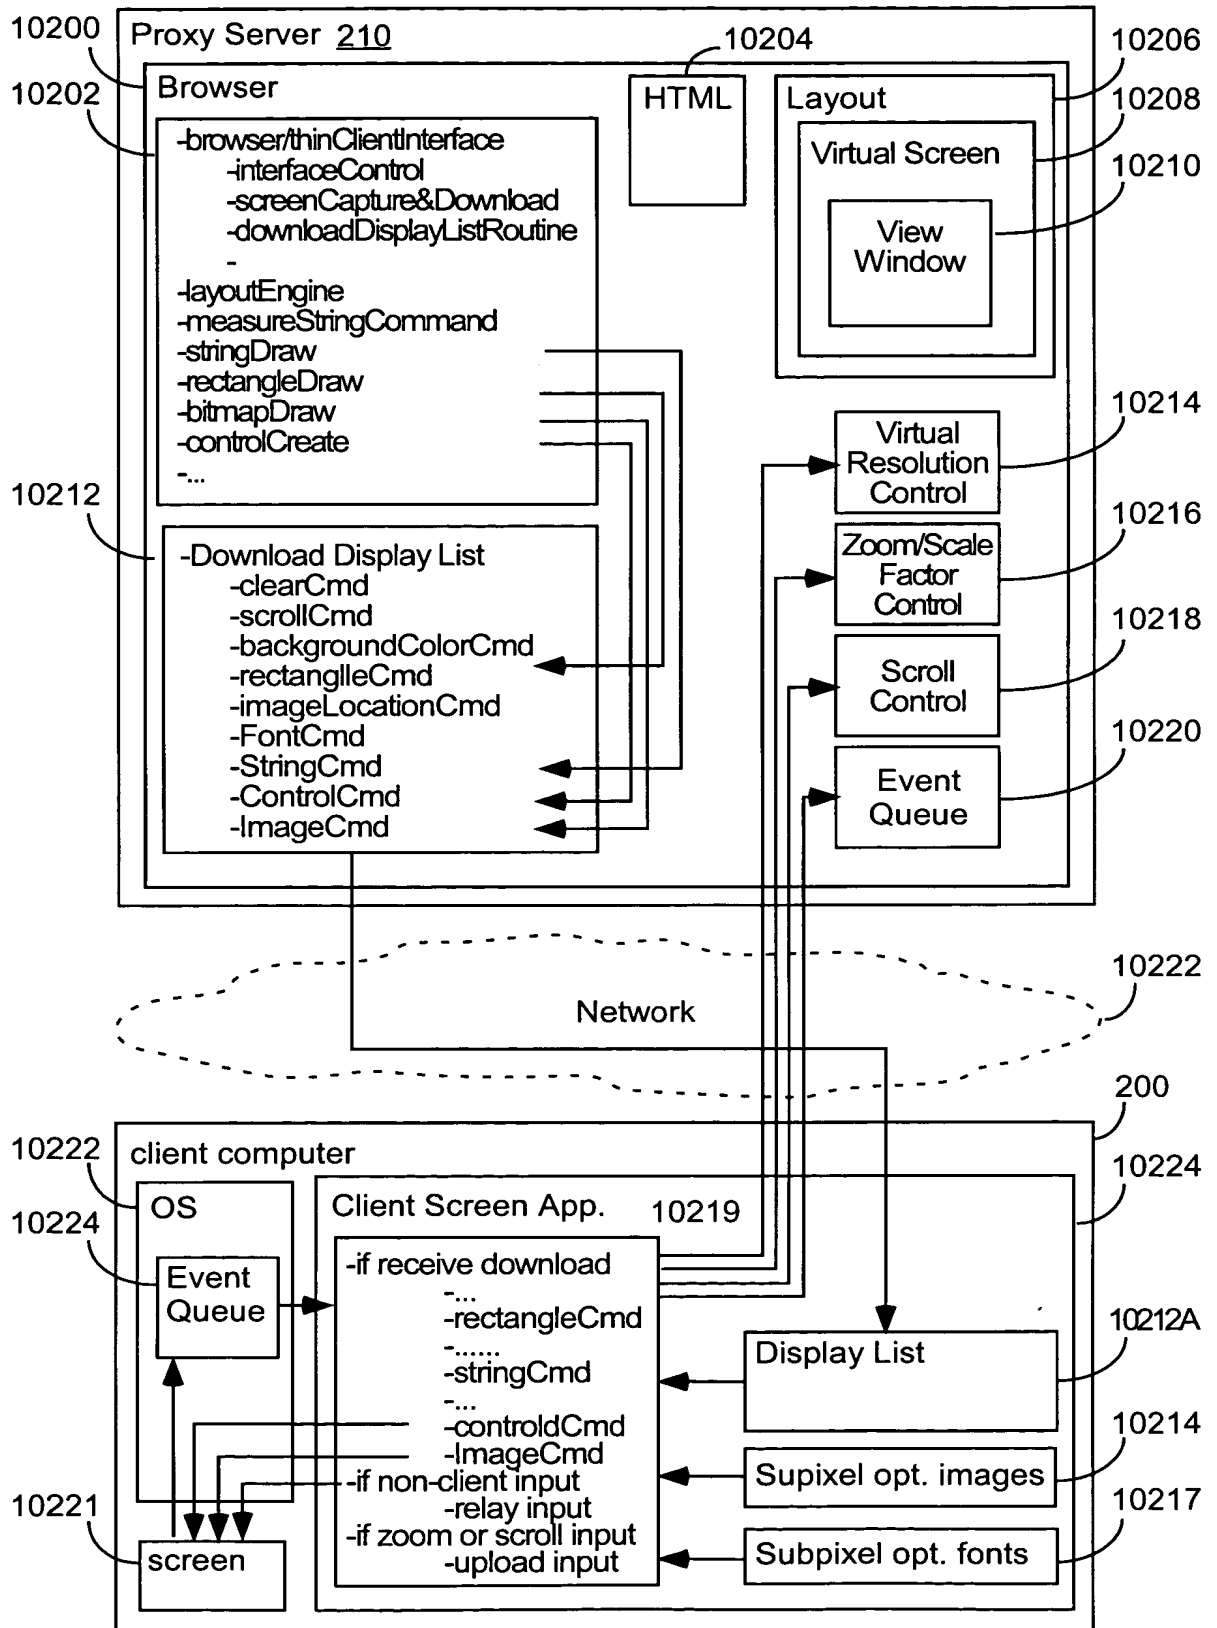 Proxy Server 210
10200
10202
10204
10206
10208
10210
Browser
-browser/thinClientInterface
-interfaceControl
-screenCapture&Download
-downloadDisplayListRoutine
-
-layoutEngine
-measureStringCommand
-stringDraw
-rectangleDraw
-bitmapDraw
-controlCreate
-...
HTML
Layout
Virtual Screen
View
Window
10212
-Download Display List
-clearCmd
-scrollCmd
-backgroundColorCmd
-rectanglleCmd
-imageLocationCmd
-FontCmd
-StringCmd
-ControlCmd
-ImageCmd
10214
Virtual
Resolution
Control
10216
Zoom/Scale
Factor
Control
10218
Scroll
Control
10220
Event
Queue
Network
10222
200
client computer
10222
OS
10224
Event
Queue
10221
screen
10224
Client Screen App.
10219
-if receive download
-...
-rectangleCmd
-......
-stringCmd
-...
-controldCmd
-ImageCmd
-if non-client input
-relay input
-if zoom or scroll input
-upload input
10212A
Display List
10214
Supixel opt. images
10217
Subpixel opt. fonts